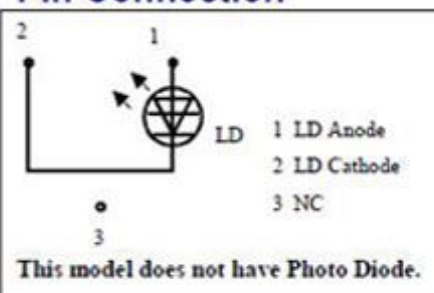 Pin Connection
2
1
LD
1 LD Anode
2 LD Cathode
3 NC
3
This model does not have Photo Diode.